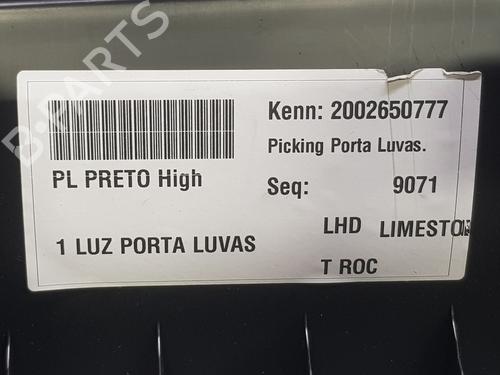 B-PARTS
Kenn: 2002650777
Picking Porta Luvas.
PL PRETO High
Seq: 9071
LHD LIMESTO
1 LUZ PORTA LUVAS
T ROC